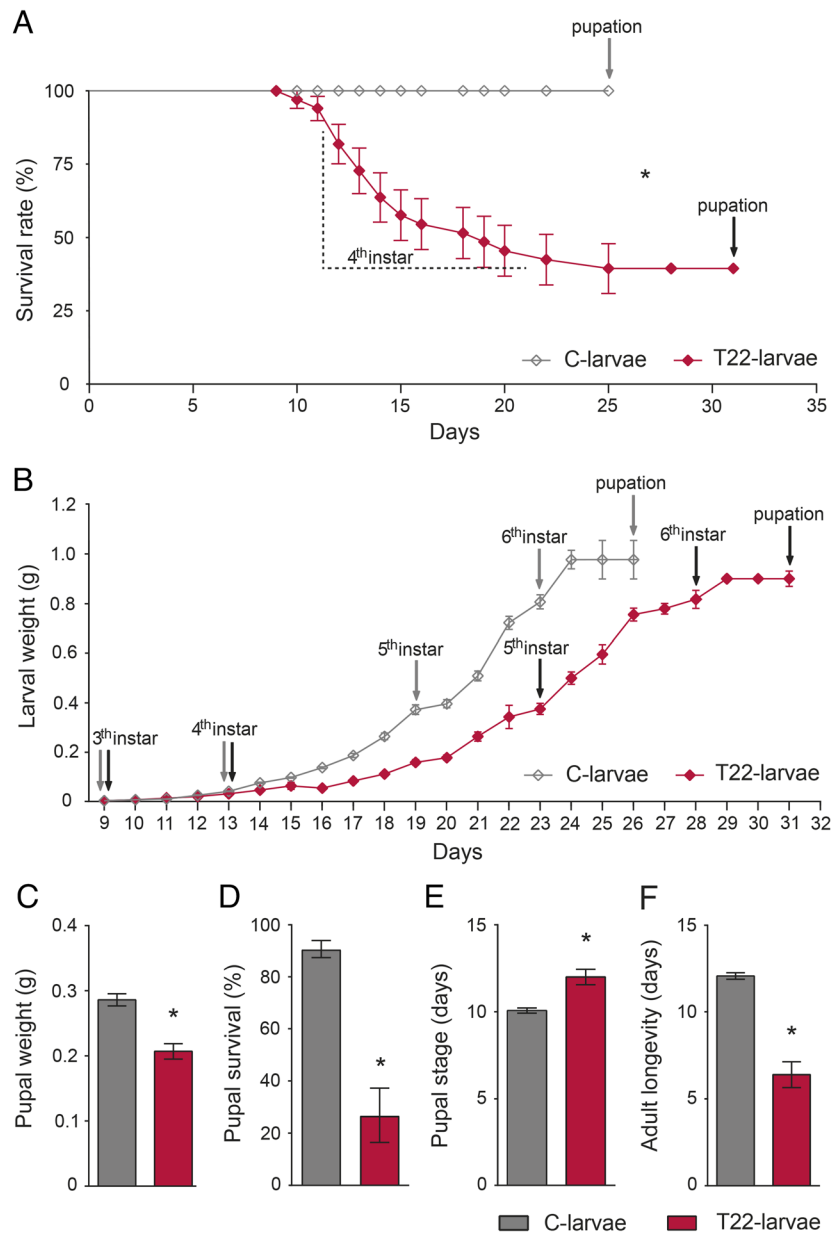 A
pupation
100
75
50
25
0
Survival rate (%)
*
pupation
4thinstar
C-larvae
T22-larvae
0 5 10 15 20 25 30 35
Days
B
1.2
1.0
0.8
0.6
0.4
0.2
0
Larval weight (g)
pupation
6thinstar
6thinstar
pupation
5thinstar
5thinstar
3thinstar
4thinstar
C-larvae
T22-larvae
9 10 11 12 13 14 15 16 17 18 19 20 21 22 23 24 25 26 27 28 29 30 31 32
Days
C
0.4
0.3
0.2
0.1
0
Pupal weight (g)
*
D
100
80
60
40
20
0
Pupal survival (%)
*
E
15
10
5
0
Pupal stage (days)
*
F
15
10
5
0
Adult longevity (days)
*
C-larvae
T22-larvae